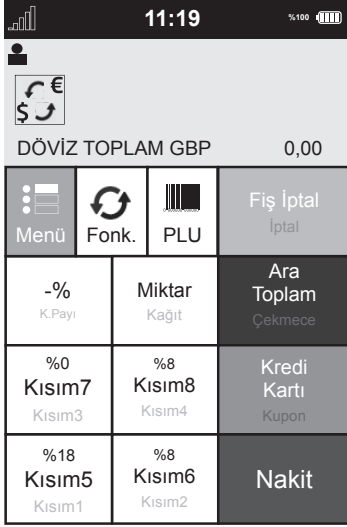 11:19 %100
€
$
DÖVİZ TOPLAM GBP 0,00
Menü Fonk. PLU Fiş İptal
İptal
-% Miktar Ara Toplam
K.Payı Kağıt Çekmece
%0 %8 Kredi
Kısım7 Kısım8 Kartı
Kısım3 Kısım4 Kupon
%18 %8
Kısım5 Kısım6 Nakit
Kısım1 Kısım2